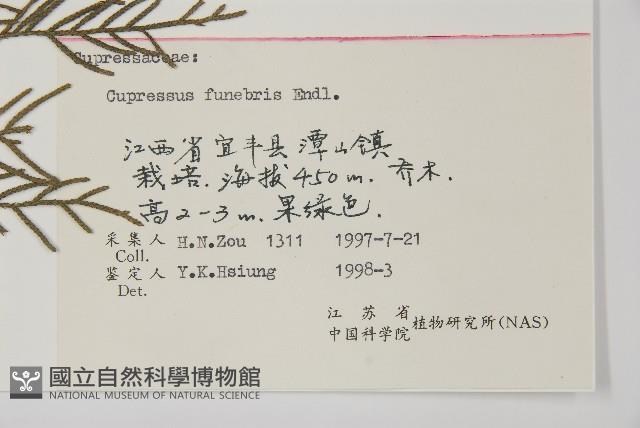 Cupressaceae:
Cupressus funebris Endl.
江西省宜丰县潭山镇
栽培. 海拔450m. 乔木.
高2-3m. 果绿色.
采集人 H.N.Zou 1311 1997-7-21
Coll.
鉴定人 Y.K.Hsiung 1998-3
Det.
江苏省
中国科学院 植物研究所(NAS)
國立自然科學博物館
NATIONAL MUSEUM OF NATURAL SCIENCE